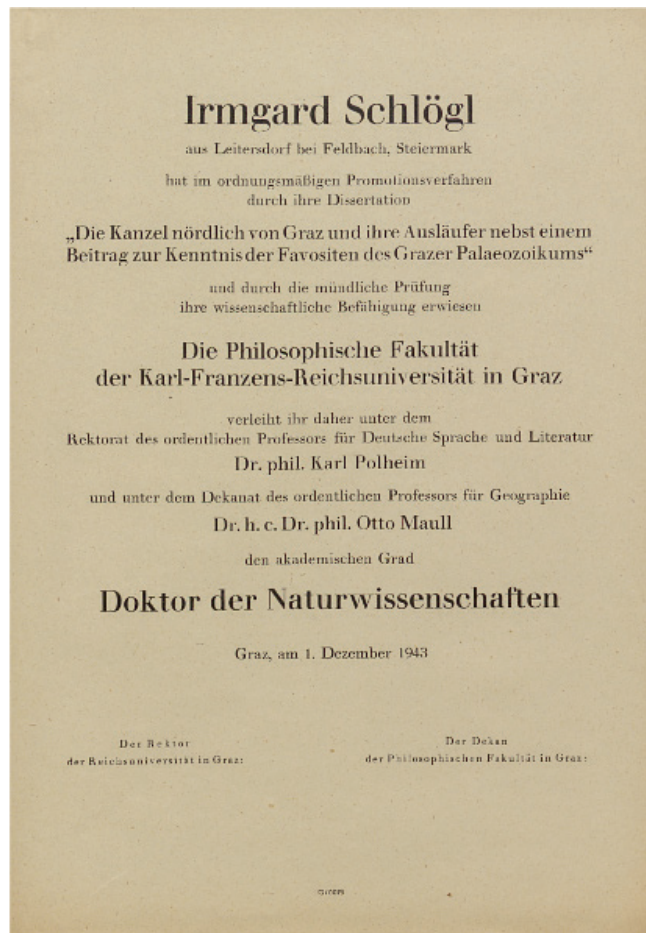 Irmgard Schlögl
aus Leitersdorf bei Feldbach, Steiermark
hat im ordnungsmäßigen Promotionsverfahren
durch ihre Dissertation
„Die Kanzel nördlich von Graz und ihre Ausläufer nebst einem
Beitrag zur Kenntnis der Favositen des Grazer Palaeozoikums“
und durch die mündliche Prüfung
ihre wissenschaftliche Befähigung erwiesen
Die Philosophische Fakultät
der Karl-Franzens-Reichsuniversität in Graz
verleiht ihr daher unter dem
Rektorat des ordentlichen Professors für Deutsche Sprache und Literatur
Dr. phil. Karl Polheim
und unter dem Dekanat des ordentlichen Professors für Geographie
Dr. h. c. Dr. phil. Otto Maull
den akademischen Grad
Doktor der Naturwissenschaften
Graz, am 1. Dezember 1943
Der Rektor
der Reichsuniversität in Graz:
Der Dekan
der Philosophischen Fakultät in Graz: